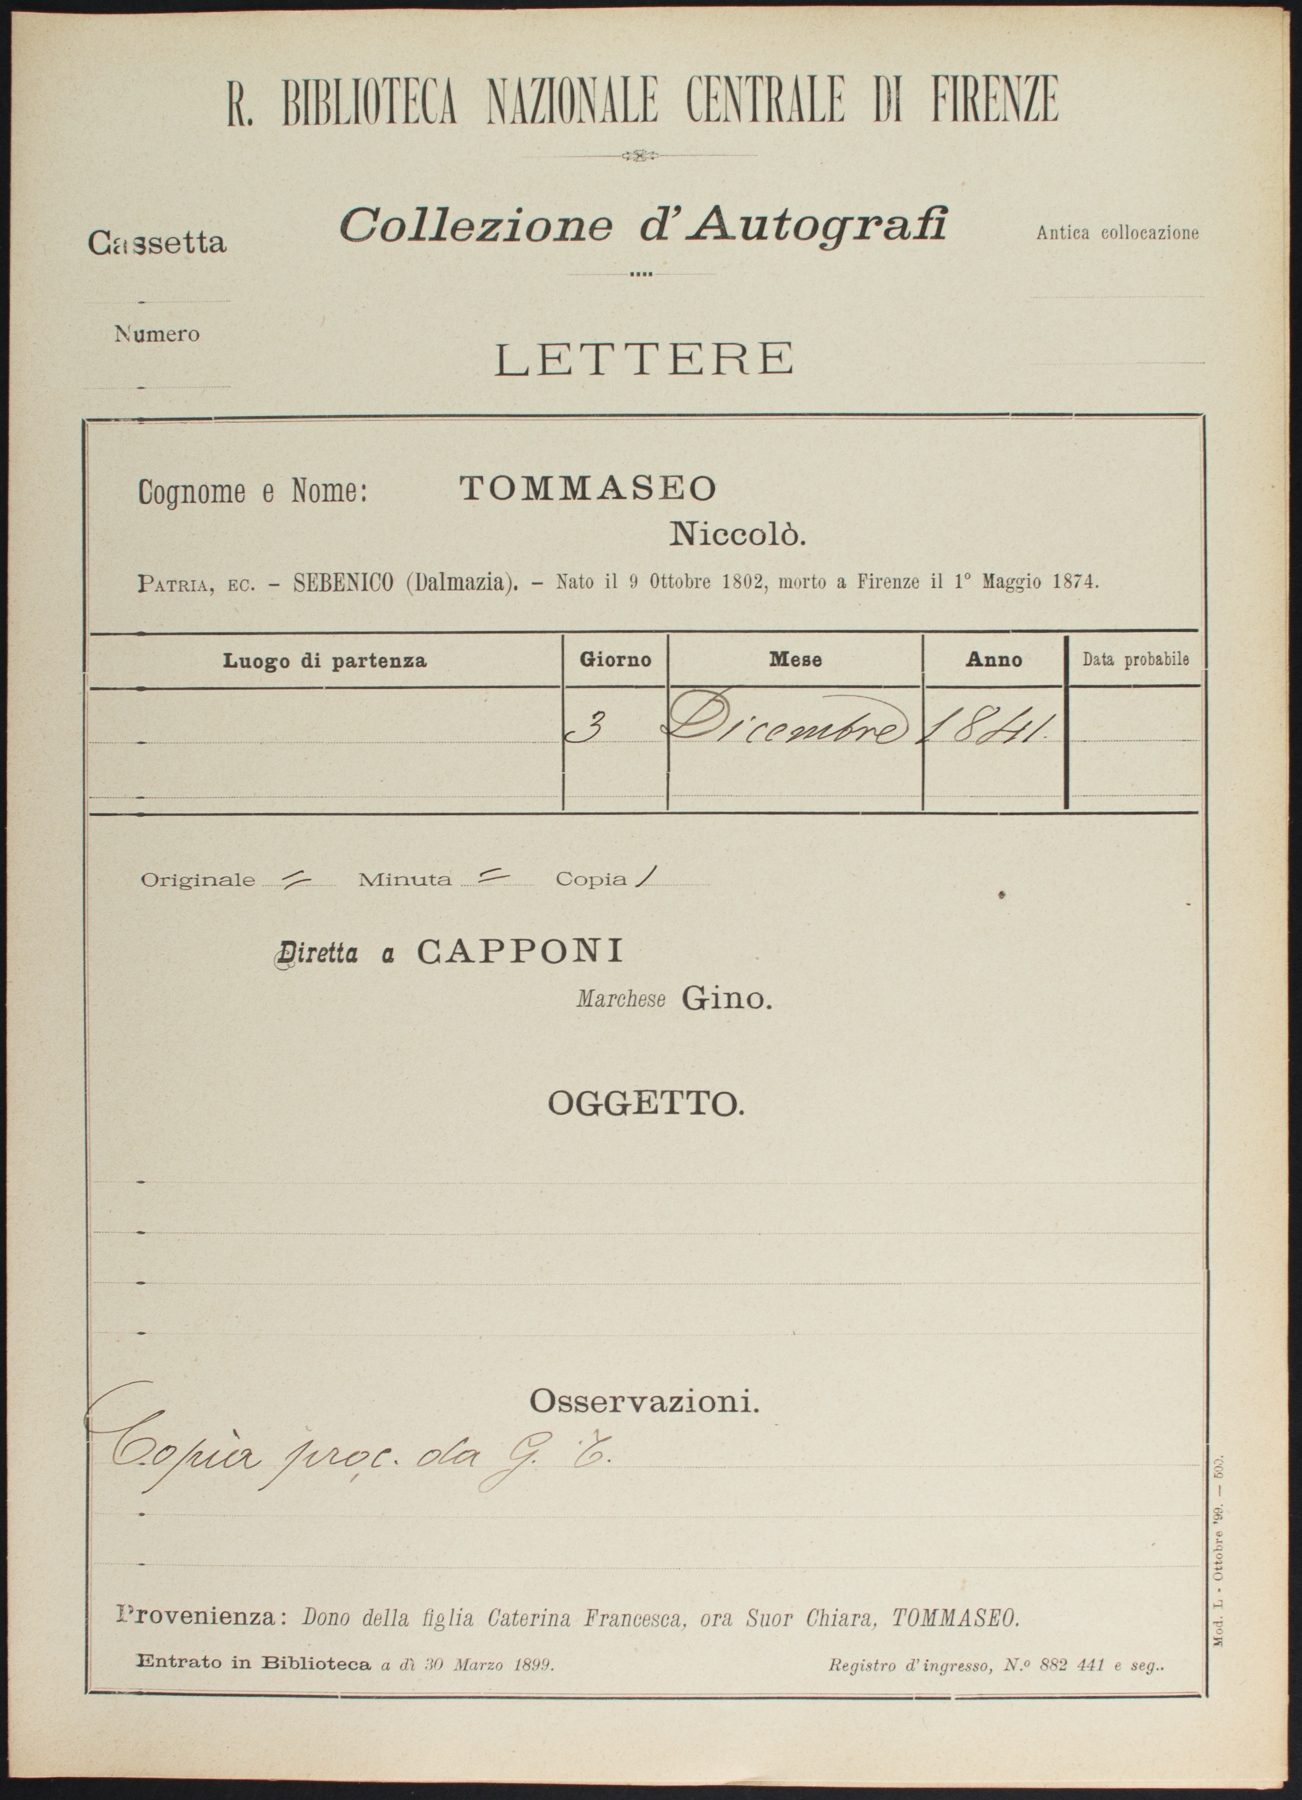 R. BIBLIOTECA NAZIONALE CENTRALE DI FIRENZE
Cassetta
Collezione d'Autografi
Antica collocazione
Numero
LETTERE
Cognome e Nome: TOMMASEO
Niccolò.
PATRIA, EC. – SEBENICO (Dalmazia). – Nato il 9 Ottobre 1802, morto a Firenze il 1º Maggio 1874.
Luogo di partenza Giorno Mese Anno Data probabile
3 Dicembre 1841.
Originale = Minuta = Copia 1
Diretta a CAPPONI
Marchese Gino.
OGGETTO.
Osservazioni.
Copia proc. da G. T.
Provenienza: Dono della figlia Caterina Francesca, ora Suor Chiara, TOMMASEO.
Entrato in Biblioteca a dì 30 Marzo 1899. Registro d'ingresso, N.º 882 441 e seg..
Mod. L - Ottobre '99. — 500.